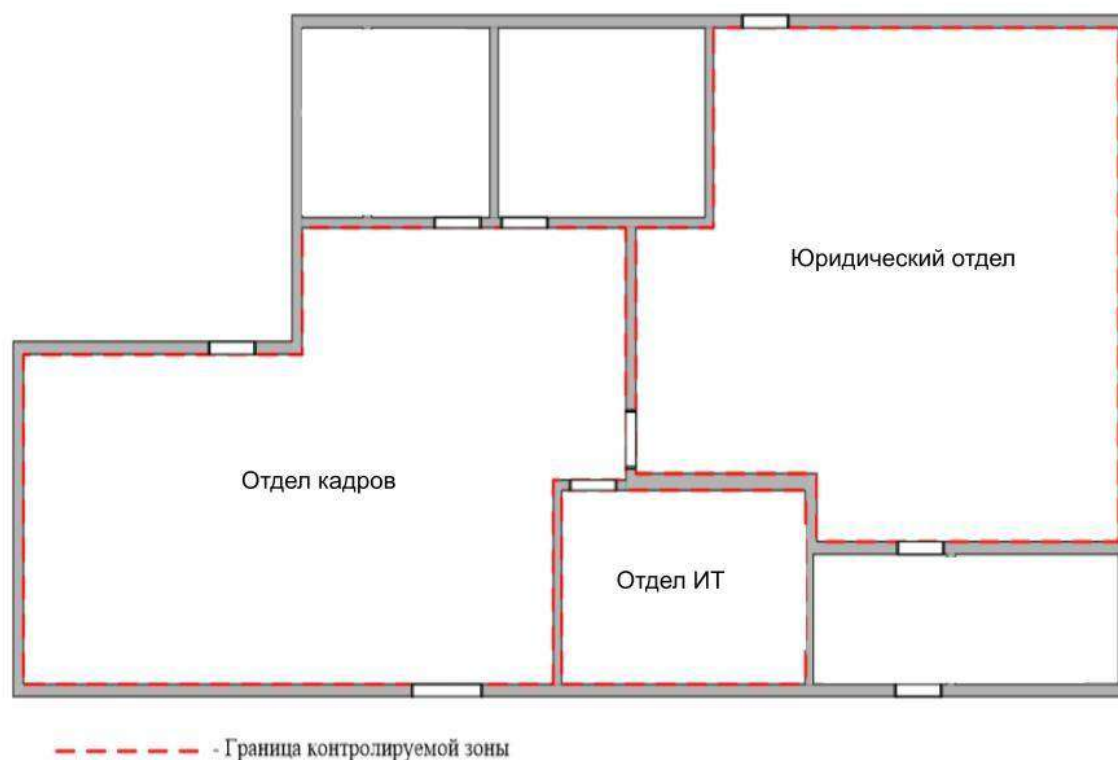 Юридический отдел
Отдел кадров
Отдел ИТ
- Граница контролируемой зоны